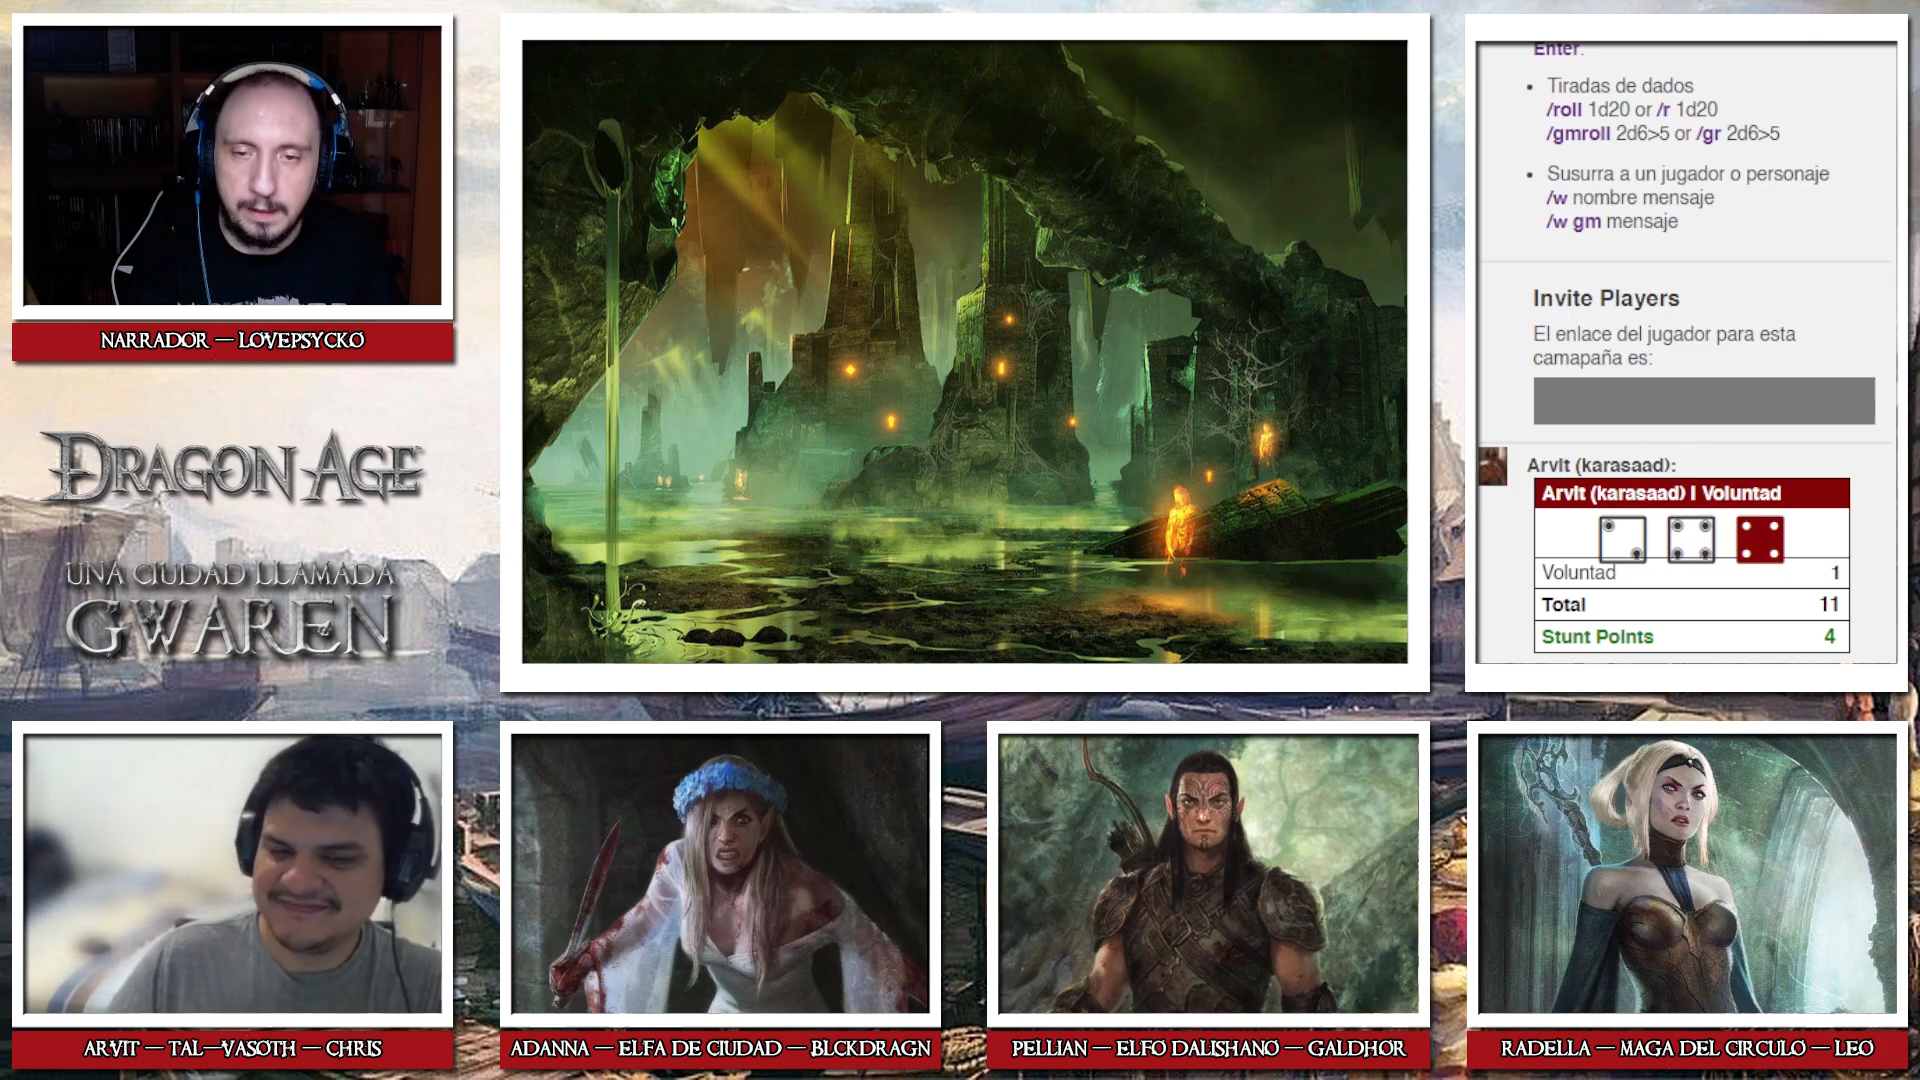 NARRADOR — LOVEPSYCKO
DRAGON AGE
UNA CIUDAD LLAMADA
GWAREN
Enter.
Tiradas de dados
/roll 1d20 or /r 1d20
/gmroll 2d6>5 or /gr 2d6>5
Susurra a un jugador o personaje
/w nombre mensaje
/w gm mensaje
Invite Players
El enlace del jugador para esta
camapaña es:
Arvit (karasaad):
Arvit (karasaad) | Voluntad
Voluntad 1
Total 11
Stunt Points 4
ARVIT — TAL—VASOTH — CHRIS
ADANNA — ELFA DE CIUDAD — BLCKDRAGN
PELLIAN — ELFO DALISHANO — GALDHOR
RADELLA — MAGA DEL CIRCULO — LEO